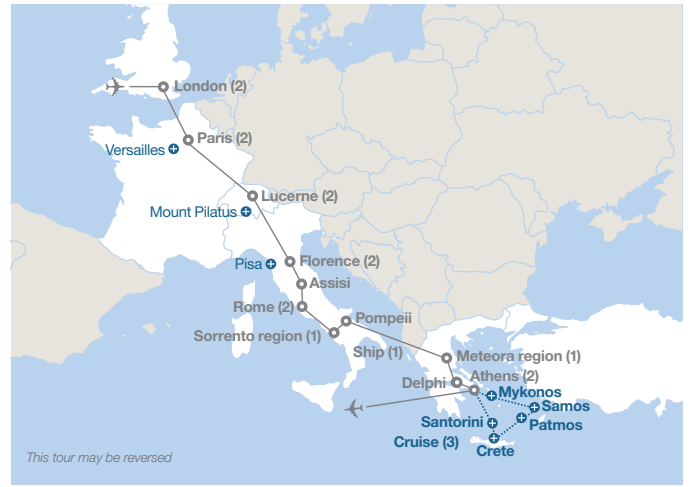 London (2)
Paris (2)
Versailles
Lucerne (2)
Mount Pilatus
Florence (2)
Pisa
Assisi
Rome (2)
Pompeii
Sorrento region (1)
Ship (1)
Meteora region (1)
Athens (2)
Delphi
Mykonos
Samos
Santorini
Patmos
Cruise (3)
Crete
This tour may be reversed